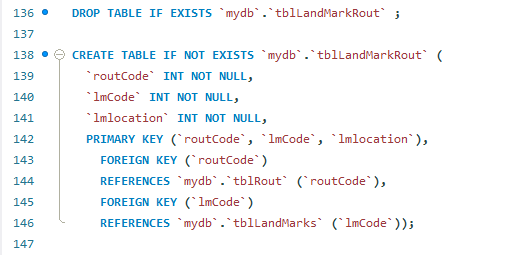 136 DROP TABLE IF EXISTS `mydb`.`tblLandMarkRout` ;
137
138 CREATE TABLE IF NOT EXISTS `mydb`.`tblLandMarkRout` (
139 `routCode` INT NOT NULL,
140 `lmCode` INT NOT NULL,
141 `lmlocation` INT NOT NULL,
142 PRIMARY KEY (`routCode`, `lmCode`, `lmlocation`),
143 FOREIGN KEY (`routCode`)
144 REFERENCES `mydb`.`tblRout` (`routCode`),
145 FOREIGN KEY (`lmCode`)
146 REFERENCES `mydb`.`tblLandMarks` (`lmCode`));
147